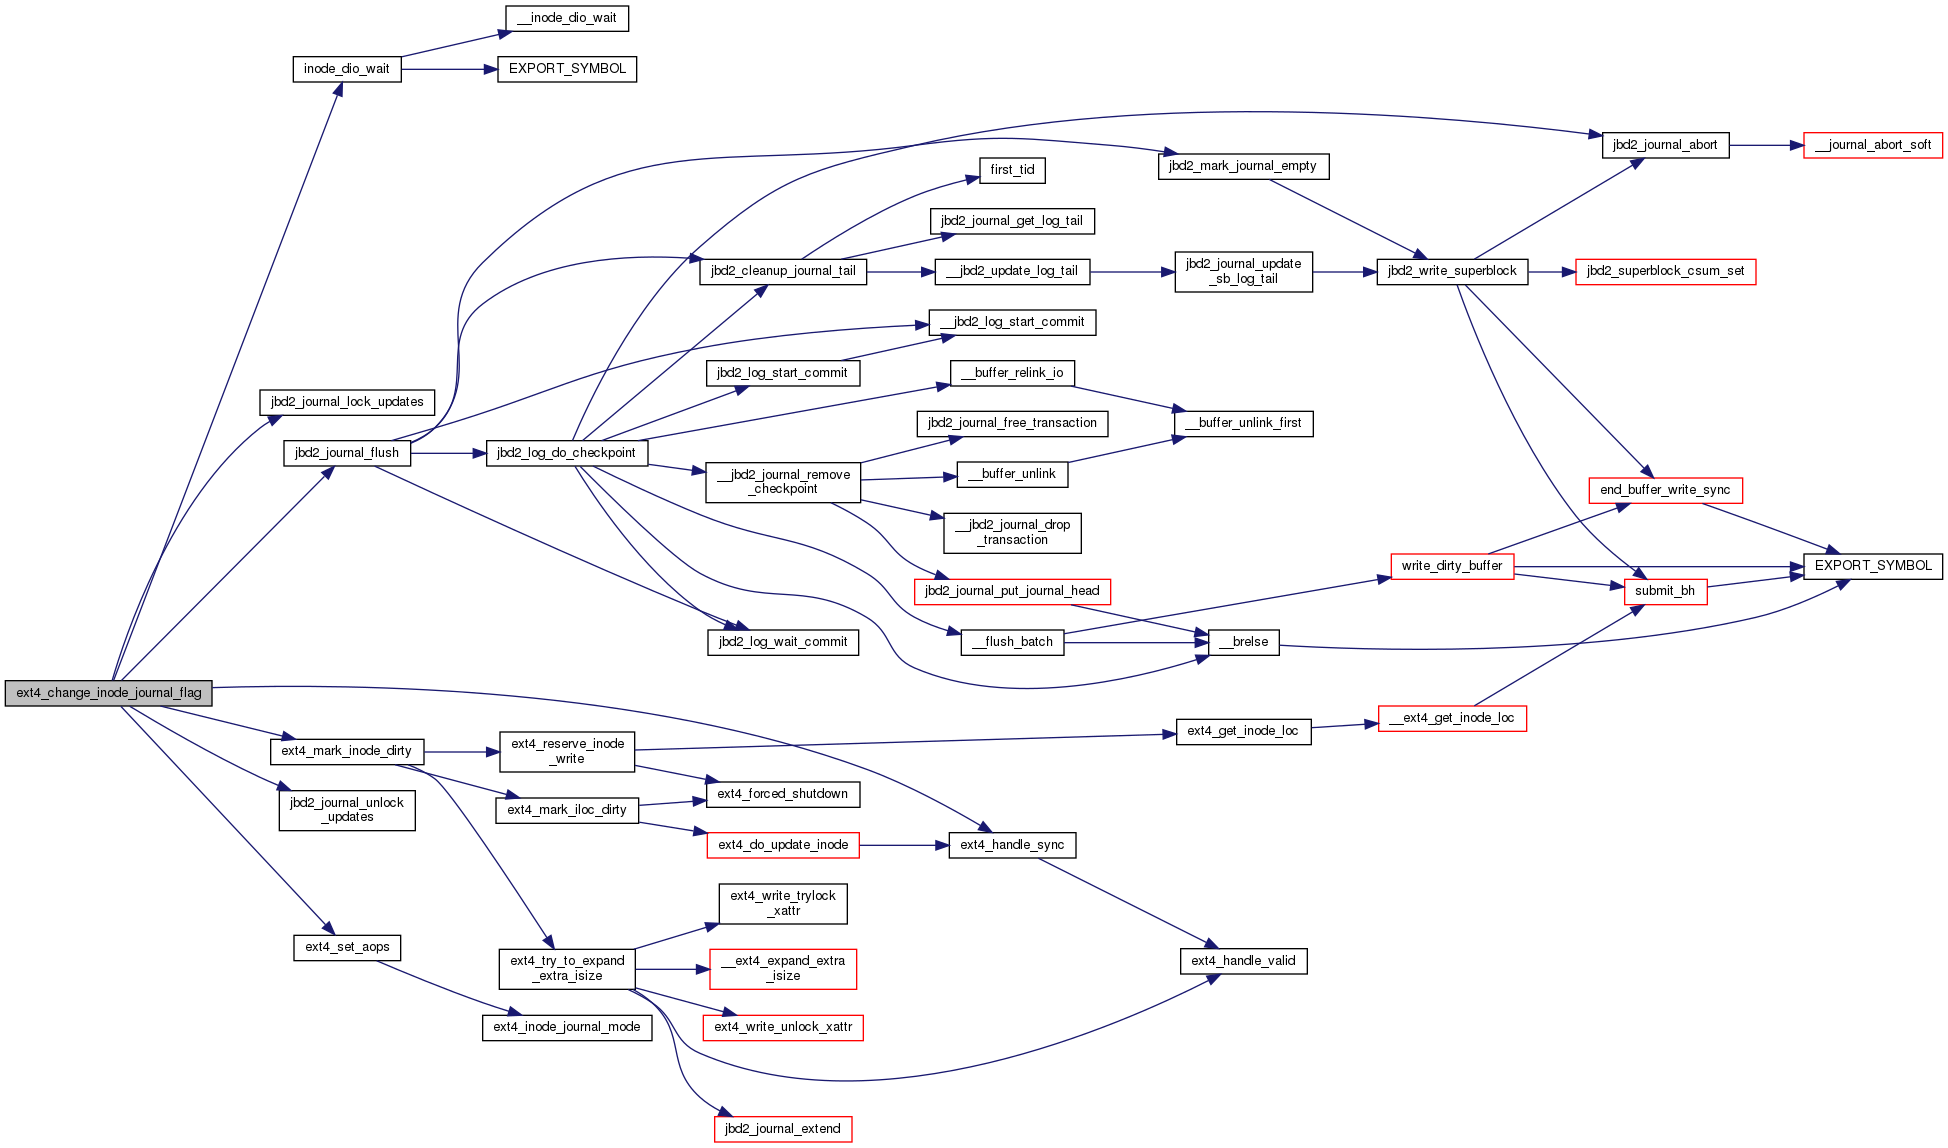 __inode_dio_wait
inode_dio_wait
EXPORT_SYMBOL
jbd2_journal_abort
__journal_abort_soft
jbd2_mark_journal_empty
first_tid
jbd2_journal_get_log_tail
jbd2_cleanup_journal_tail
__jbd2_update_log_tail
jbd2_journal_update
_sb_log_tail
jbd2_write_superblock
jbd2_superblock_csum_set
__jbd2_log_start_commit
jbd2_log_start_commit
__buffer_relink_io
jbd2_journal_lock_updates
jbd2_journal_free_transaction
__buffer_unlink_first
jbd2_journal_flush
jbd2_log_do_checkpoint
__jbd2_journal_remove
_checkpoint
__buffer_unlink
end_buffer_write_sync
__jbd2_journal_drop
_transaction
write_dirty_buffer
EXPORT_SYMBOL
jbd2_journal_put_journal_head
submit_bh
jbd2_log_wait_commit
__flush_batch
__brelse
ext4_change_inode_journal_flag
ext4_get_inode_loc
__ext4_get_inode_loc
ext4_mark_inode_dirty
ext4_reserve_inode
_write
ext4_forced_shutdown
jbd2_journal_unlock
_updates
ext4_mark_iloc_dirty
ext4_do_update_inode
ext4_handle_sync
ext4_write_trylock
_xattr
ext4_set_aops
ext4_try_to_expand
_extra_isize
__ext4_expand_extra
_isize
ext4_handle_valid
ext4_inode_journal_mode
ext4_write_unlock_xattr
jbd2_journal_extend